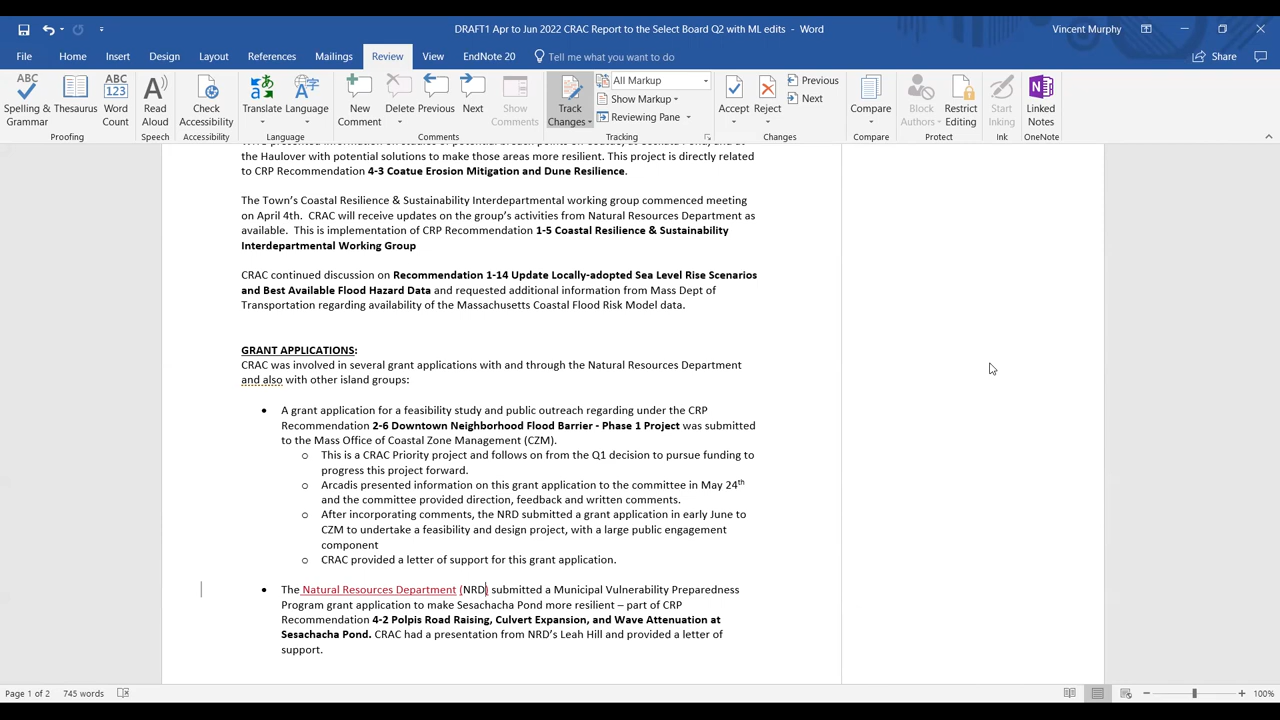 DRAFT1 Apr to Jun 2022 CRAC Report to the Select Board Q2 with ML edits - Word
Vincent Murphy
File Home Insert Design Layout References Mailings Review View EndNote 20 Tell me what you want to do
Share
Spelling & Grammar
Thesaurus
Word Count
Proofing
Read Aloud
Speech
Check Accessibility
Accessibility
Translate
Language
Language
New Comment
Delete
Previous
Next
Show Comments
Comments
Track Changes
All Markup
Show Markup
Reviewing Pane
Tracking
Accept
Reject
Previous
Next
Changes
Compare
Compare
Block Authors
Restrict Editing
Protect
Start Inking
Ink
Linked Notes
OneNote
the Haulover with potential solutions to make those areas more resilient. This project is directly related
to CRP Recommendation 4-3 Coatue Erosion Mitigation and Dune Resilience.
The Town's Coastal Resilience & Sustainability Interdepartmental working group commenced meeting
on April 4th. CRAC will receive updates on the group's activities from Natural Resources Department as
available. This is implementation of CRP Recommendation 1-5 Coastal Resilience & Sustainability
Interdepartmental Working Group
CRAC continued discussion on Recommendation 1-14 Update Locally-adopted Sea Level Rise Scenarios
and Best Available Flood Hazard Data and requested additional information from Mass Dept of
Transportation regarding availability of the Massachusetts Coastal Flood Risk Model data.
GRANT APPLICATIONS:
CRAC was involved in several grant applications with and through the Natural Resources Department
and also with other island groups:
• A grant application for a feasibility study and public outreach regarding under the CRP
Recommendation 2-6 Downtown Neighborhood Flood Barrier - Phase 1 Project was submitted
to the Mass Office of Coastal Zone Management (CZM).
o This is a CRAC Priority project and follows on from the Q1 decision to pursue funding to
progress this project forward.
o Arcadis presented information on this grant application to the committee in May 24th
and the committee provided direction, feedback and written comments.
o After incorporating comments, the NRD submitted a grant application in early June to
CZM to undertake a feasibility and design project, with a large public engagement
component
o CRAC provided a letter of support for this grant application.
• The Natural Resources Department (NRD) submitted a Municipal Vulnerability Preparedness
Program grant application to make Sesachacha Pond more resilient – part of CRP
Recommendation 4-2 Polpis Road Raising, Culvert Expansion, and Wave Attenuation at
Sesachacha Pond. CRAC had a presentation from NRD's Leah Hill and provided a letter of
support.
Page 1 of 2 745 words
100%